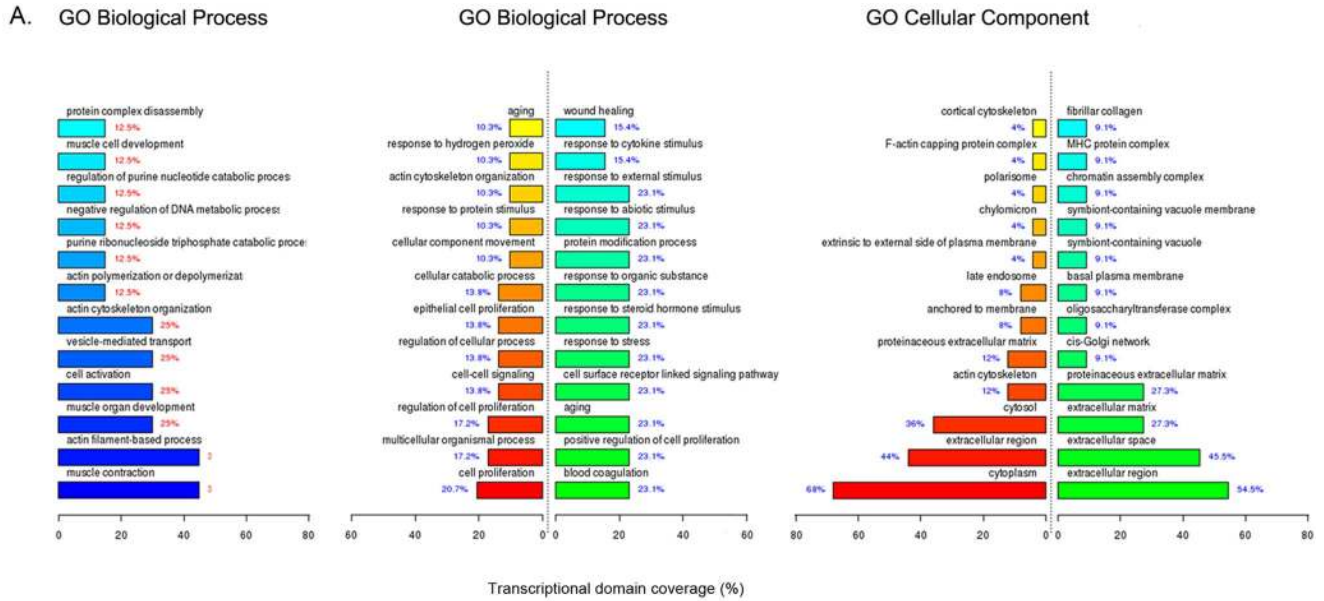 A.
GO Biological Process
GO Biological Process
GO Cellular Component
protein complex disassembly
12.5%
muscle cell development
12.5%
regulation of purine nucleotide catabolic proces
12.5%
negative regulation of DNA metabolic process
12.5%
purine ribonucleoside triphosphate catabolic proce
12.5%
actin polymerization or depolymerizat
12.5%
actin cytoskeleton organization
25%
vesicle-mediated transport
25%
cell activation
25%
muscle organ development
25%
actin filament-based process
3
muscle contraction
3
0 20 40 60 80
aging
10.3%
response to hydrogen peroxide
10.3%
actin cytoskeleton organization
10.3%
response to protein stimulus
10.3%
cellular component movement
10.3%
cellular catabolic process
13.8%
epithelial cell proliferation
13.8%
regulation of cellular process
13.8%
cell-cell signaling
13.8%
regulation of cell proliferation
17.2%
multicellular organismal process
17.2%
cell proliferation
20.7%
60 40 20 0
wound healing
15.4%
response to cytokine stimulus
15.4%
response to external stimulus
23.1%
response to abiotic stimulus
23.1%
protein modification process
23.1%
response to organic substance
23.1%
response to steroid hormone stimulus
23.1%
response to stress
23.1%
cell surface receptor linked signaling pathway
23.1%
aging
23.1%
positive regulation of cell proliferation
23.1%
blood coagulation
23.1%
0 20 40 60
cortical cytoskeleton
4%
F-actin capping protein complex
4%
polarisome
4%
chylomicron
4%
extrinsic to external side of plasma membrane
4%
late endosome
8%
anchored to membrane
8%
proteinaceous extracellular matrix
12%
actin cytoskeleton
12%
cytosol
36%
extracellular region
44%
cytoplasm
68%
80 60 40 20 0
fibrillar collagen
9.1%
MHC protein complex
9.1%
chromatin assembly complex
9.1%
symbiont-containing vacuole membrane
9.1%
symbiont-containing vacuole
9.1%
basal plasma membrane
9.1%
oligosaccharyltransferase complex
9.1%
cis-Golgi network
9.1%
proteinaceous extracellular matrix
27.3%
extracellular matrix
27.3%
extracellular space
45.5%
extracellular region
54.5%
0 20 40 60 80
Transcriptional domain coverage (%)